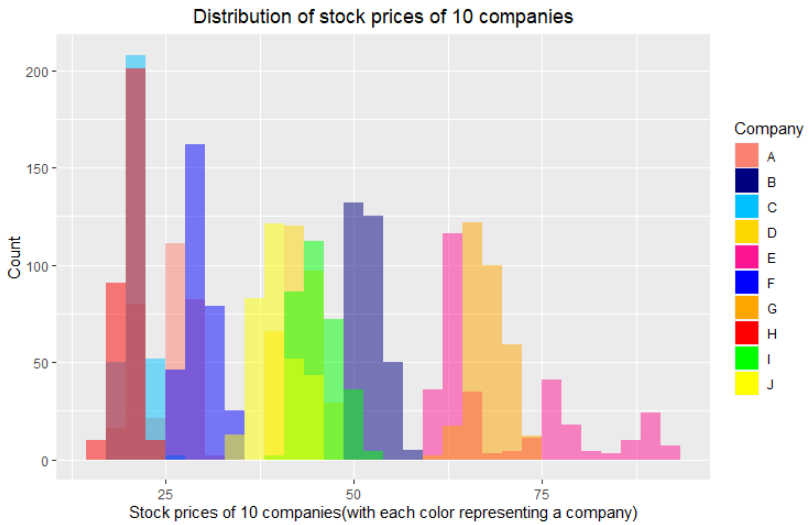 Distribution of stock prices of 10 companies
200
150
100
50
0
Count
25 50 75
Stock prices of 10 companies(with each color representing a company)
Company
A
B
C
D
E
F
G
H
I
J